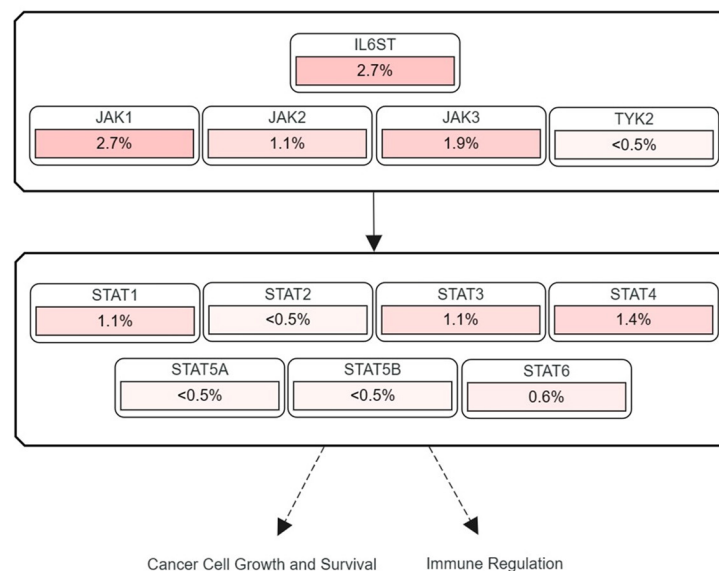 IL6ST
2.7%
JAK1 JAK2 JAK3 TYK2
2.7% 1.1% 1.9% <0.5%
STAT1 STAT2 STAT3 STAT4
1.1% <0.5% 1.1% 1.4%
STAT5A STAT5B STAT6
<0.5% <0.5% 0.6%
Cancer Cell Growth and Survival Immune Regulation